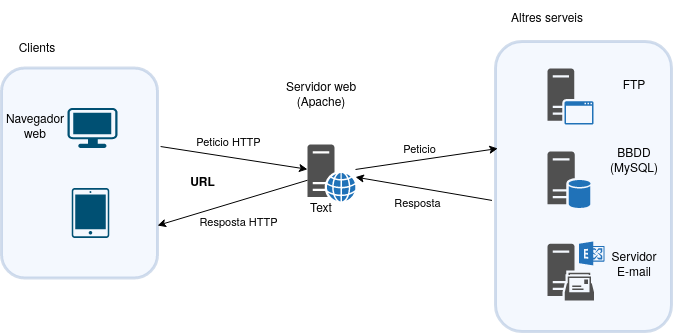 Altres serveis
Clients
Servidor web
(Apache)
FTP
Navegador
web
Peticio HTTP
Peticio
BBDD
(MySQL)
URL
Text
Resposta
Resposta HTTP
Servidor
E-mail
E